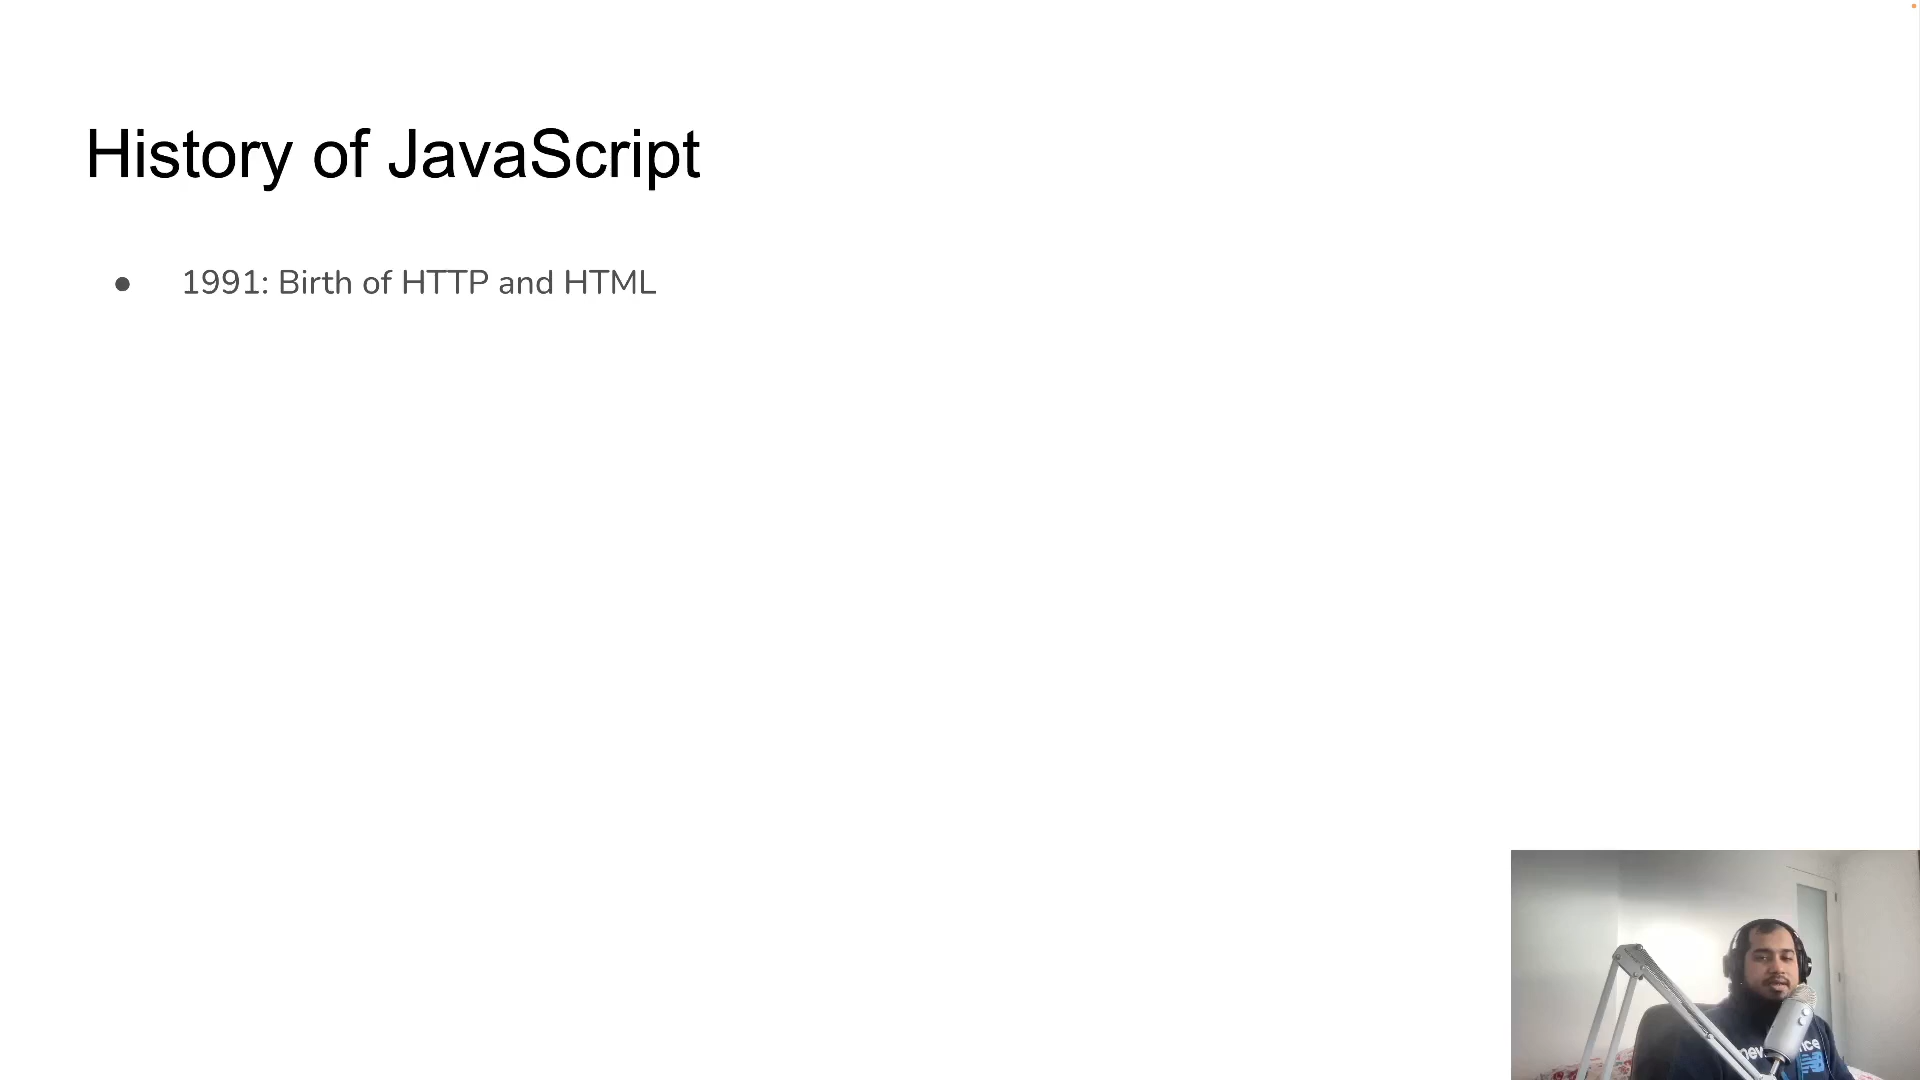 History of JavaScript
● 1991: Birth of HTTP and HTML